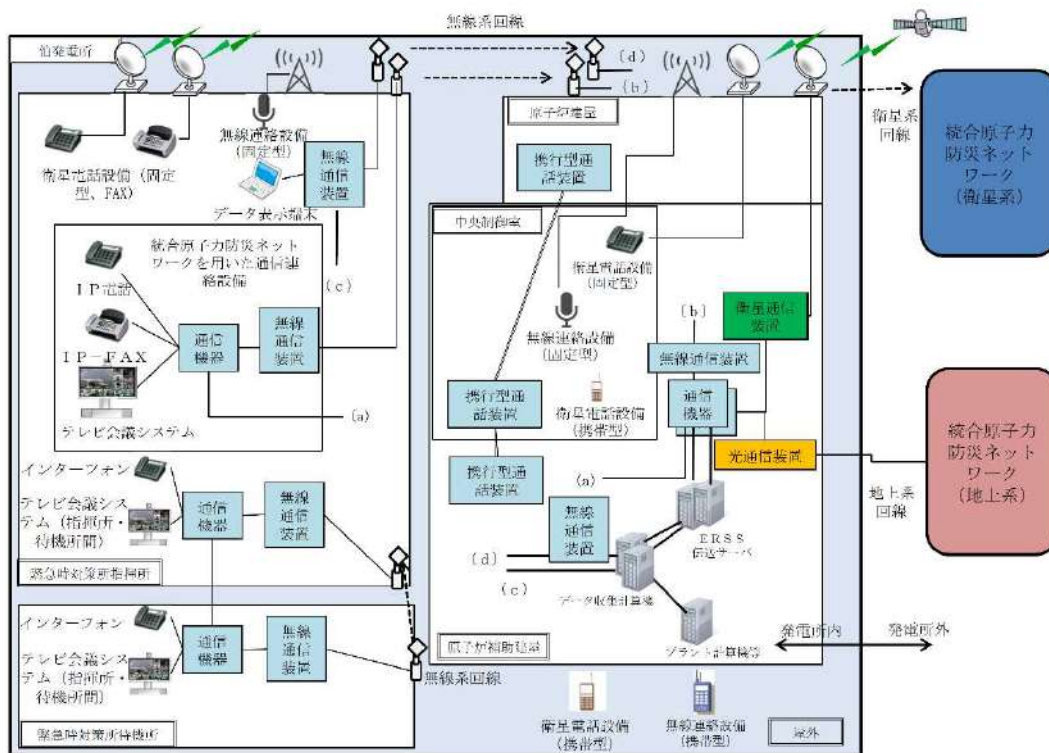 無線系回線
泊発電所
(d)
(b)
原子炉建屋
衛星系
回線
統合原子力
防災ネット
ワーク
(衛星系)
無線連絡設備
(固定型)
無線
通信
装置
衛星電話設備 (固定
型、FAX)
データ表示端末
携行型通
話装置
中央制御室
統合原子力防災ネット
ワークを用いた通信連
絡設備
(c)
IP電話
IP-FAX
テレビ会議システム
通信
機器
無線
通信
装置
(a)
衛星電話設備
(固定型)
無線連絡設備
(固定型)
(b)
衛星通信
装置
無線通信装置
通信
機器
携行型通
話装置
衛星電話設備
(携帯型)
光通信装置
携行型通
話装置
(a)
統合原子力
防災ネット
ワーク
(地上系)
地上系
回線
インターフォン
テレビ会議シス
テム (指揮所・
待機所間)
通信
機器
無線
通信
装置
緊急時対策所指揮所
無線
通信
装置
ERSS
伝送サーバ
(d)
(c)
データ収集計算機
プラント計算機等
原子炉補助建屋
発電所内
発電所外
インターフォン
テレビ会議シス
テム (指揮所・
待機所間)
通信
機器
無線
通信
装置
無線系回線
緊急時対策所待機所
衛星電話設備
(携帯型)
無線連絡設備
(携帯型)
屋外